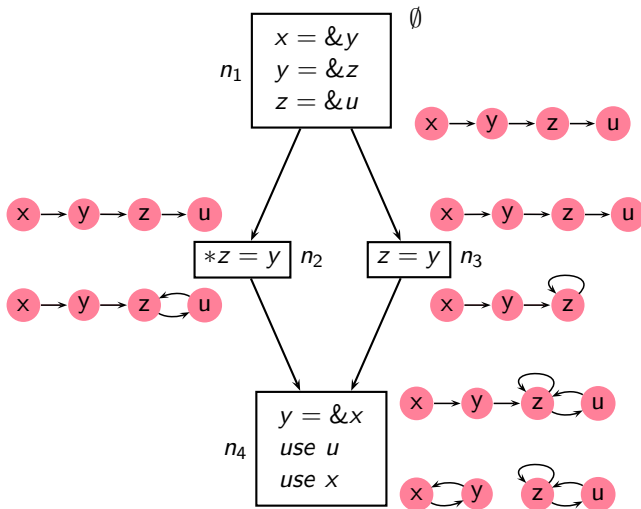 ∅
x = &y
n1
y = &z
z = &u
x y z u
x y z u
x y z u
*z = y n2
z = y n3
x y z u
x y z
x y z u
y = &x
n4
use u
use x
x y z u